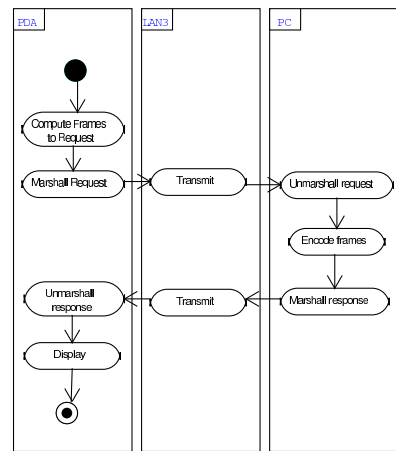 PDA
LAN3
PC
Compute Frames
to Request
Marshall Request
Transmit
Unmarshall request
Encode frames
Unmarshall
response
Transmit
Marshall response
Display